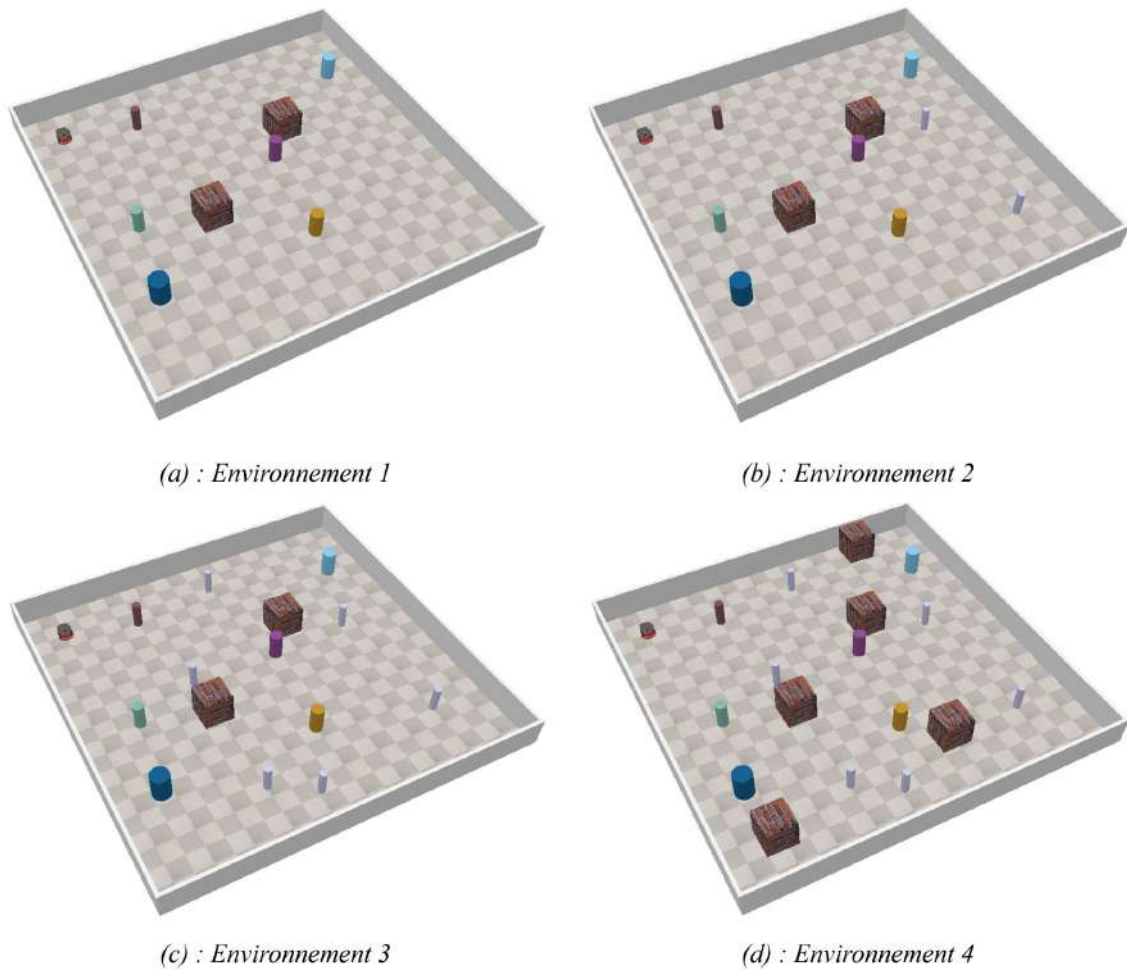 (a) : Environnement 1
(b) : Environnement 2
(c) : Environnement 3
(d) : Environnement 4